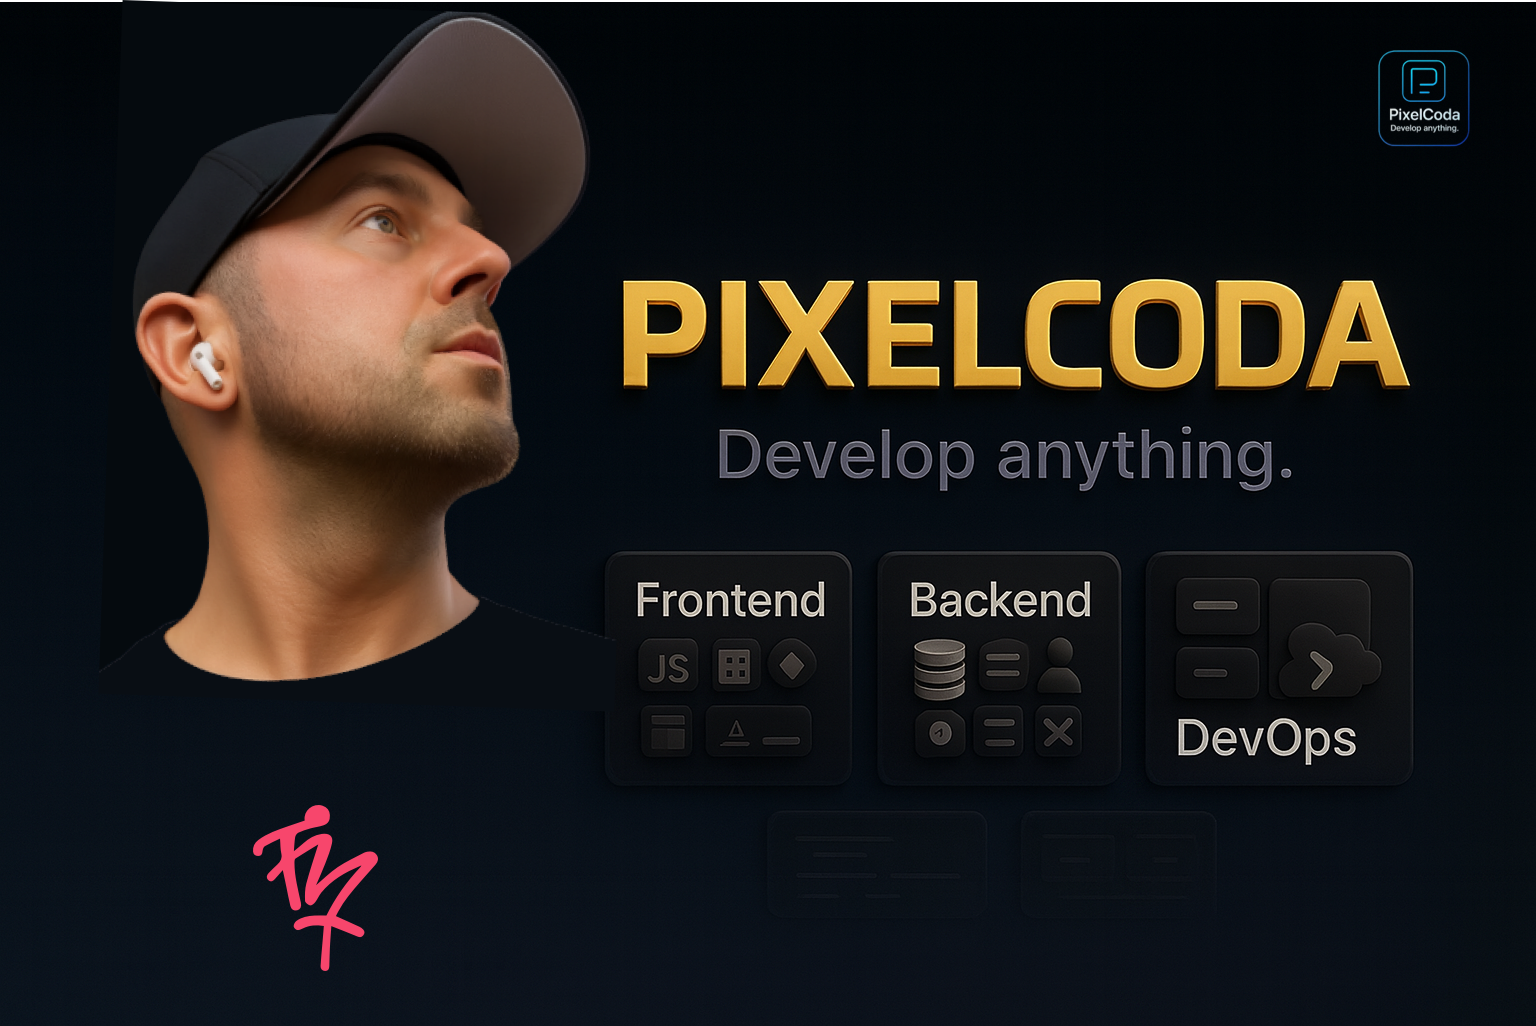 PixelCoda
Develop anything.
PIXELCODA
Develop anything.
Frontend
JS
Backend
DevOps